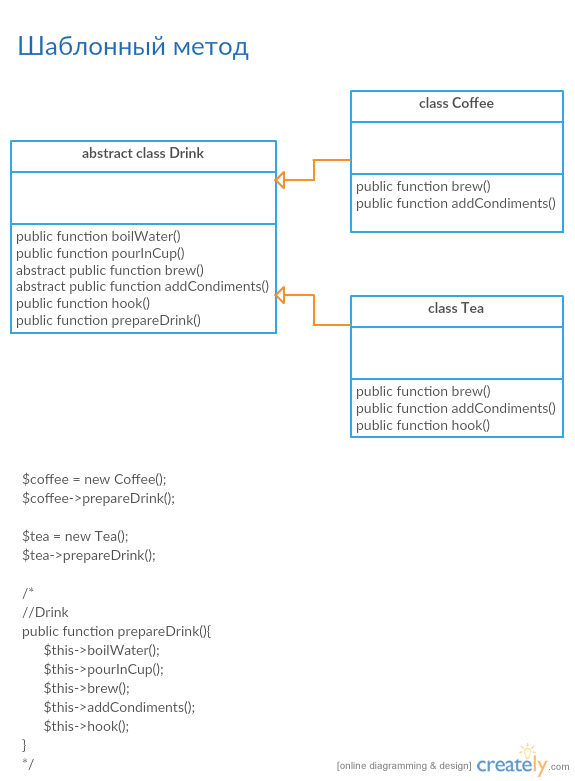 Шаблонный метод
class Coffee
public function brew()
public function addCondiments()
abstract class Drink
public function boilWater()
public function pourInCup()
abstract public function brew()
abstract public function addCondiments()
public function hook()
public function prepareDrink()
class Tea
public function brew()
public function addCondiments()
public function hook()
$coffee = new Coffee();
$coffee->prepareDrink();
$tea = new Tea();
$tea->prepareDrink();
/*
//Drink
public function prepareDrink(){
$this->boilWater();
$this->pourInCup();
$this->brew();
$this->addCondiments();
$this->hook();
}
*/
[online diagramming & design] creately.com